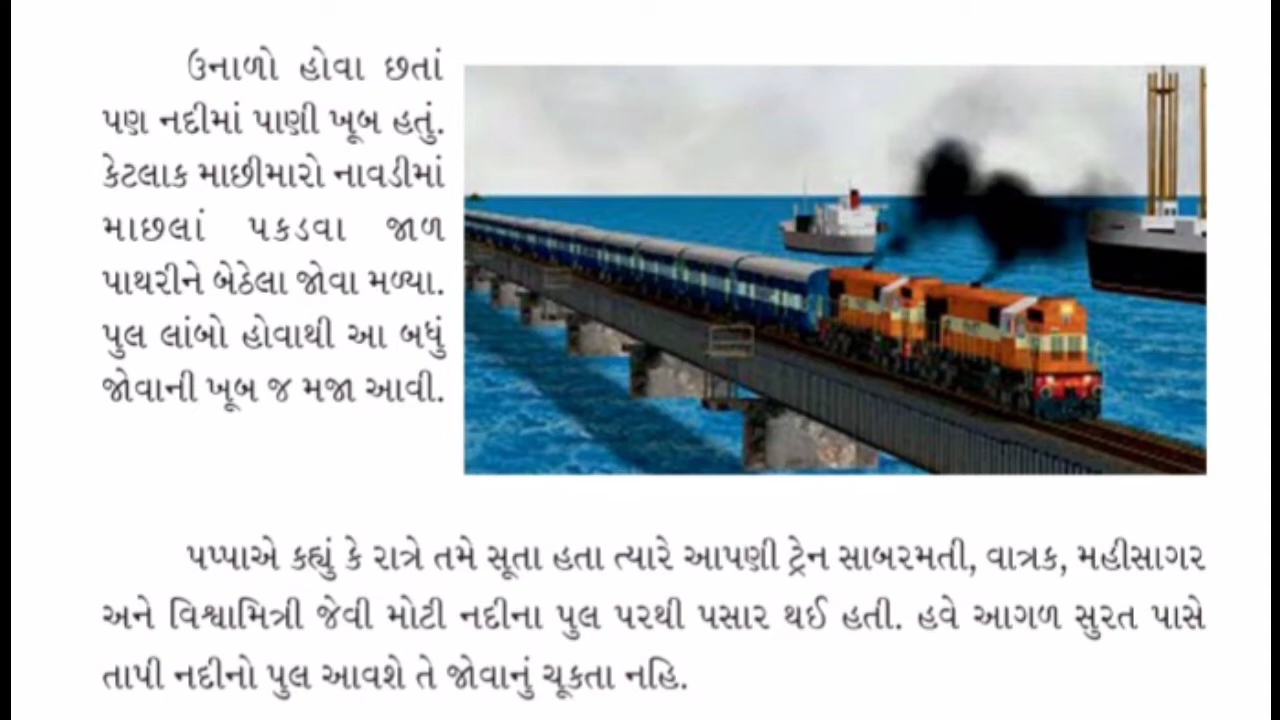 ઉનાળો હોવા છતાં
પણ નદીમાં પાણી ખૂબ હતું.
કેટલાક માછીમારો નાવડીમાં
માછલાં પકડવા જાળ
પાથરીને બેઠેલા જોવા મળ્યા.
પુલ લાંબો હોવાથી આ બધું
જોવાની ખૂબ જ મજા આવી.
પપ્પાએ કહ્યું કે રાત્રે તમે સૂતા હતા ત્યારે આપણી ટ્રેન સાબરમતી, વાત્રક, મહીસાગર
અને વિશ્વામિત્રી જેવી મોટી નદીના પુલ પરથી પસાર થઈ હતી. હવે આગળ સુરત પાસે
તાપી નદીનો પુલ આવશે તે જોવાનું ચૂકતા નહિ.